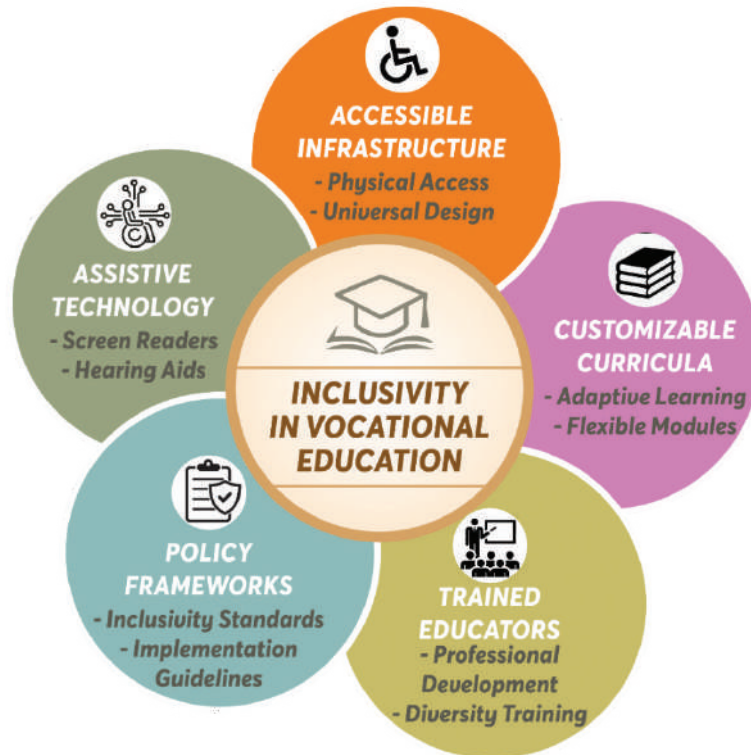 ACCESSIBLE
INFRASTRUCTURE
- Physical Access
- Universal Design
ASSISTIVE
TECHNOLOGY
- Screen Readers
- Hearing Aids
CUSTOMIZABLE
CURRICULA
- Adaptive Learning
- Flexible Modules
INCLUSIVITY
IN VOCATIONAL
EDUCATION
POLICY
FRAMEWORKS
- Inclusivity Standards
- Implementation
Guidelines
TRAINED
EDUCATORS
- Professional
Development
- Diversity Training